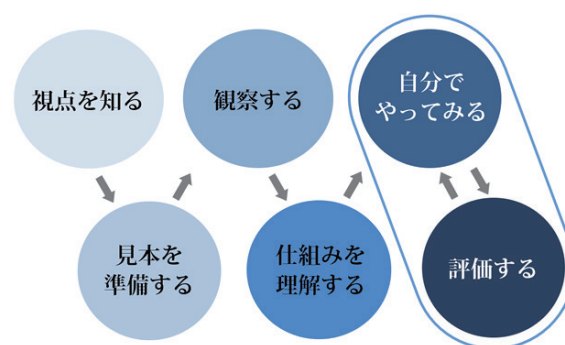 視点を知る
見本を
準備する
観察する
仕組みを
理解する
自分で
やってみる
評価する